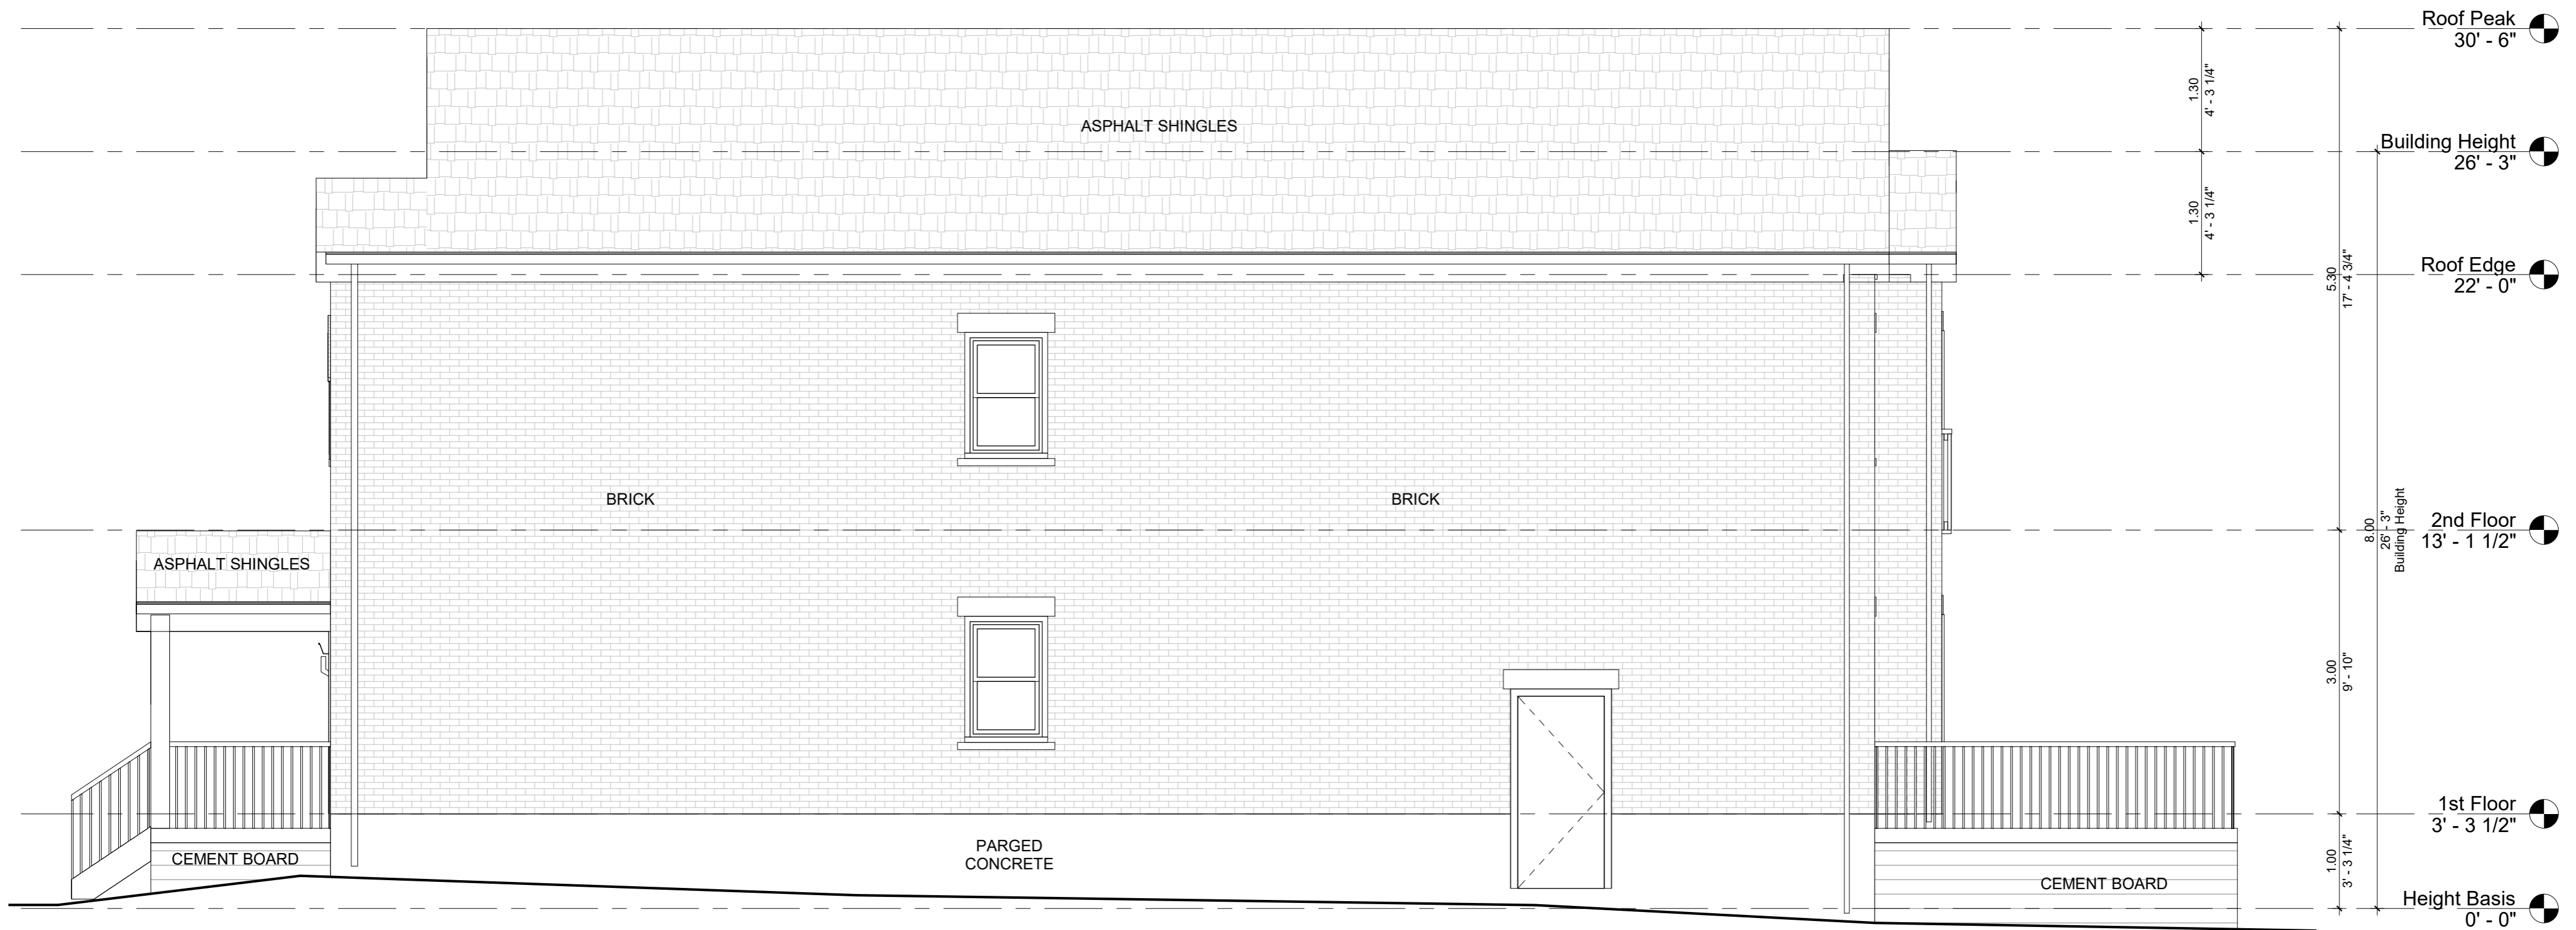 Roof Peak
30' - 6"
1.30
4' - 3 1/4"
ASPHALT SHINGLES
Building Height
26' - 3"
1.30
4' - 3 1/4"
Roof Edge
22' - 0"
5.30
17' - 4 3/4"
BRICK
BRICK
8.00
26' - 3"
Building Height
2nd Floor
13' - 1 1/2"
ASPHALT SHINGLES
3.00
9' - 10"
1st Floor
3' - 3 1/2"
PARGED
CONCRETE
CEMENT BOARD
1.00
3' - 3 1/4"
CEMENT BOARD
Height Basis
0' - 0"